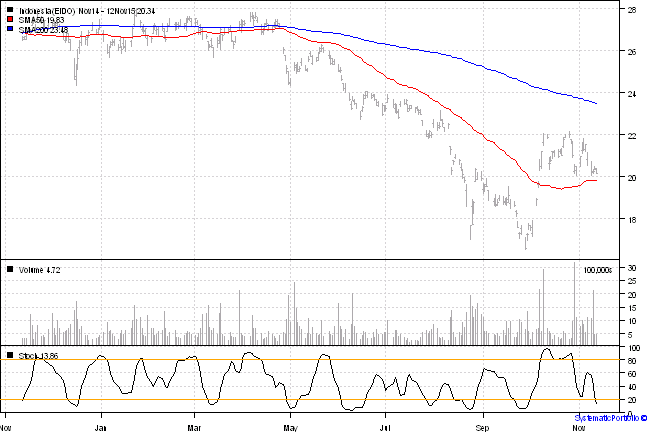 Indonesia(EIDO) Nov14 - 12Nov15:20.34
SMA50 19.83
SMA200 23.48
28
26
24
22
20
18
Volume 4.72
100,000s
30
25
20
15
10
5
Stock 13.86
100
80
60
40
20
0
Nov Jan Mar May Jul Sep Nov
SystematicPortfolio ©